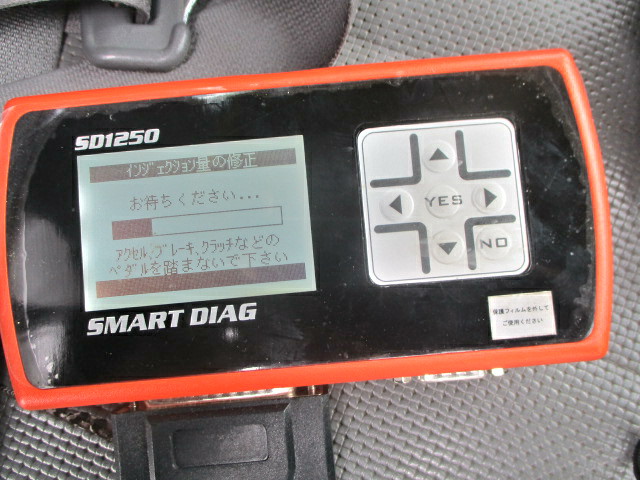 SD1250
インジェクション量の修正
お待ちください...
アクセル、ブレーキ、クラッチなどの
ペダルを踏まないで下さい
SMART DIAG
YES
NO
保護フィルムを外して
ご使用ください